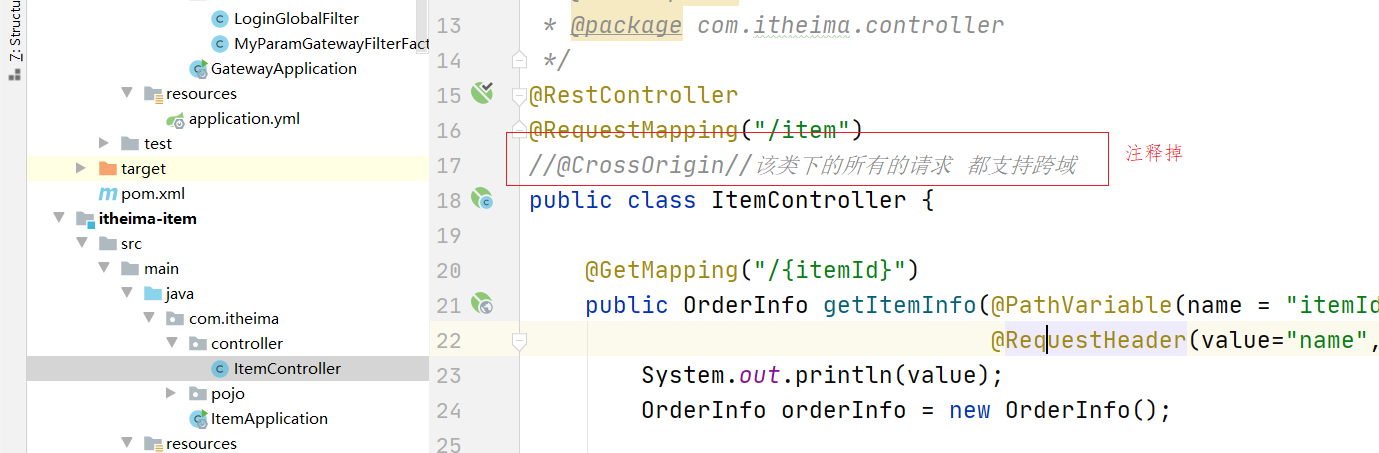 Z: Structu
LoginGlobalFilter
MyParamGatewayFilterFact
GatewayApplication
resources
application.yml
test
target
pom.xml
itheima-item
src
main
java
com.itheima
controller
ItemController
pojo
ItemApplication
resources
13 * @package com.itheima.controller
14 */
15 @RestController
16 @RequestMapping("/item")
17 //@CrossOrigin//该类下的所有的请求 都支持跨域
注释掉
18 public class ItemController {
19
20 @GetMapping("/{itemId}")
21 public OrderInfo getItemInfo(@PathVariable(name = "itemId
22 @RequestHeader(value="name",
23 System.out.println(value);
24 OrderInfo orderInfo = new OrderInfo();
25